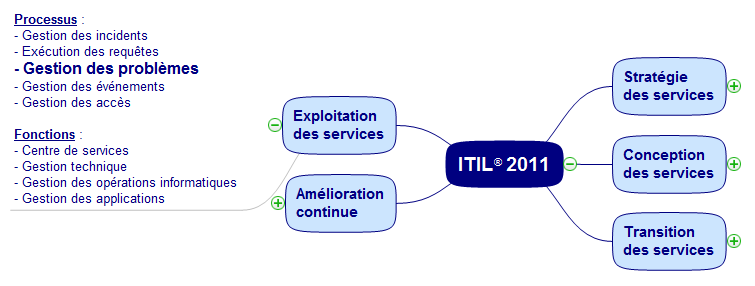 Processus :
- Gestion des incidents
- Exécution des requêtes
- Gestion des problèmes
- Gestion des événements
- Gestion des accès
Fonctions :
- Centre de services
- Gestion technique
- Gestion des opérations informatiques
- Gestion des applications
Exploitation
des services
Amélioration
continue
ITIL® 2011
Stratégie
des services
Conception
des services
Transition
des services